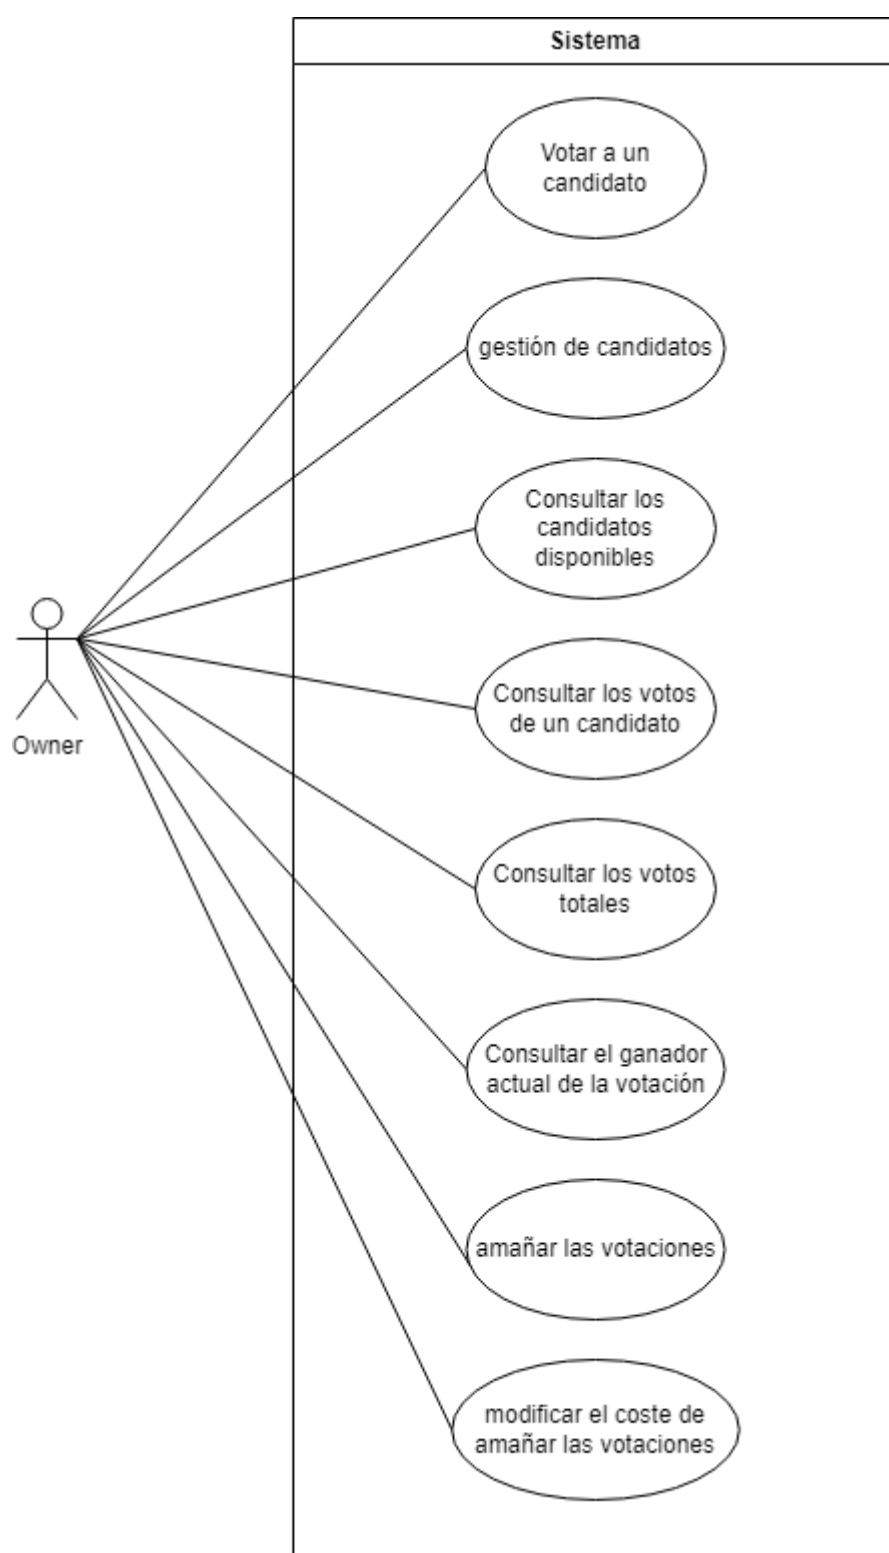 Sistema
Votar a un
candidato
gestión de candidatos
Consultar los
candidatos
disponibles
Consultar los votos
de un candidato
Owner
Consultar los votos
totales
Consultar el ganador
actual de la votación
amañar las votaciones
modificar el coste de
amañar las votaciones